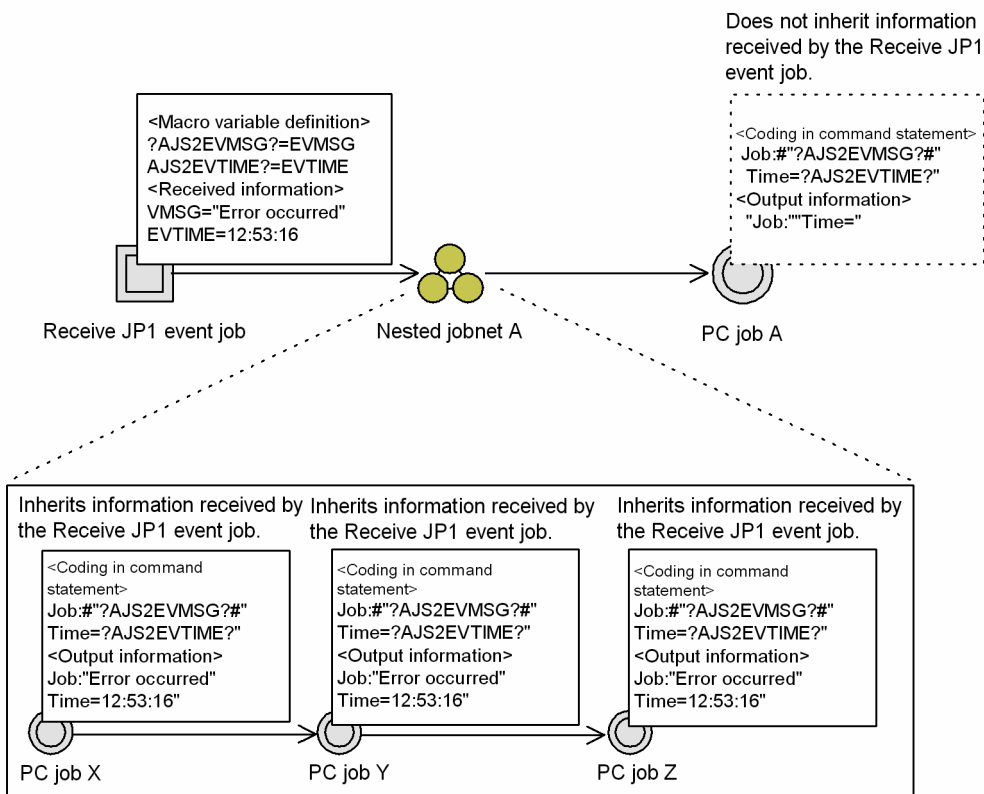 Does not inherit information
received by the Receive JP1
event job.
<Macro variable definition>
?AJS2EVMSG?=EVMSG
AJS2EVTIME?=EVTIME
<Received information>
VMSG="Error occurred"
EVTIME=12:53:16
<Coding in command statement>
Job:#"?AJS2EVMSG?#"
Time=?AJS2EVTIME?"
<Output information>
"Job:""Time="
Receive JP1 event job
Nested jobnet A
PC job A
Inherits information received by
the Receive JP1 event job.
<Coding in command
statement>
Job:#"?AJS2EVMSG?#"
Time=?AJS2EVTIME?"
<Output information>
Job:"Error occurred"
Time=12:53:16"
PC job X
Inherits information received by
the Receive JP1 event job.
<Coding in command
statement>
Job:#"?AJS2EVMSG?#"
Time=?AJS2EVTIME?"
<Output information>
Job:"Error occurred"
Time=12:53:16"
PC job Y
Inherits information received by
the Receive JP1 event job.
<Coding in command
statement>
Job:#"?AJS2EVMSG?#"
Time=?AJS2EVTIME?"
<Output information>
Job:"Error occurred"
Time=12:53:16"
PC job Z